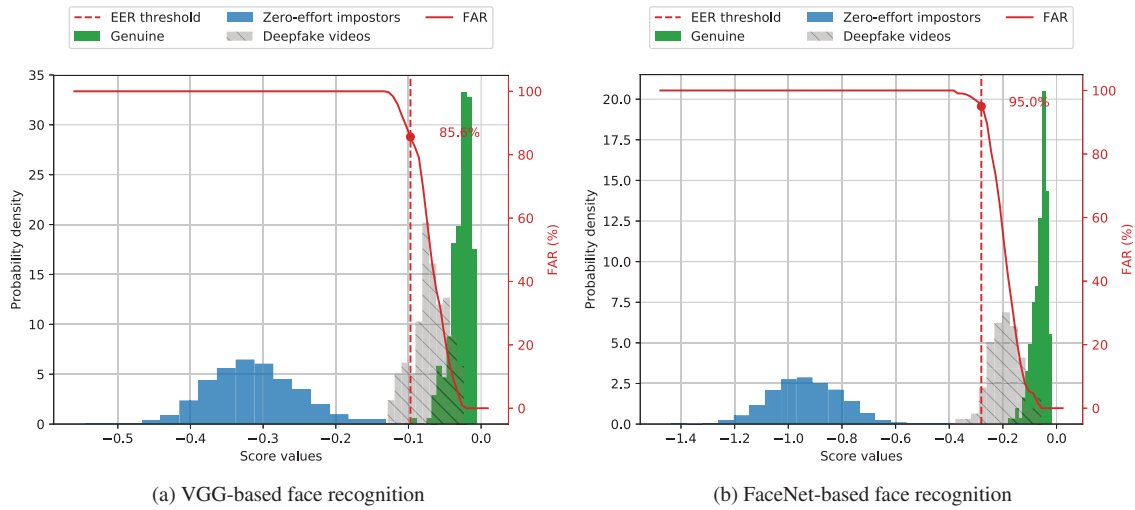 EER threshold Zero-effort impostors FAR
Genuine Deepfake videos
35
30
25
20
15
10
5
0
Probability density
−0.5 −0.4 −0.3 −0.2 −0.1 0.0
Score values
85.6%
100
80
60
40
20
0
FAR (%)
(a) VGG-based face recognition
EER threshold Zero-effort impostors FAR
Genuine Deepfake videos
20.0
17.5
15.0
12.5
10.0
7.5
5.0
2.5
0.0
Probability density
−1.4 −1.2 −1.0 −0.8 −0.6 −0.4 −0.2 0.0
Score values
95.0%
100
80
60
40
20
0
FAR (%)
(b) FaceNet-based face recognition